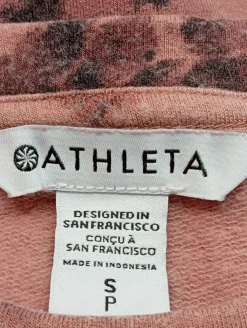 ATHLETA
DESIGNED IN
SAN FRANCISCO
CONÇU À
SAN FRANCISCO
MADE IN INDONESIA
S
P